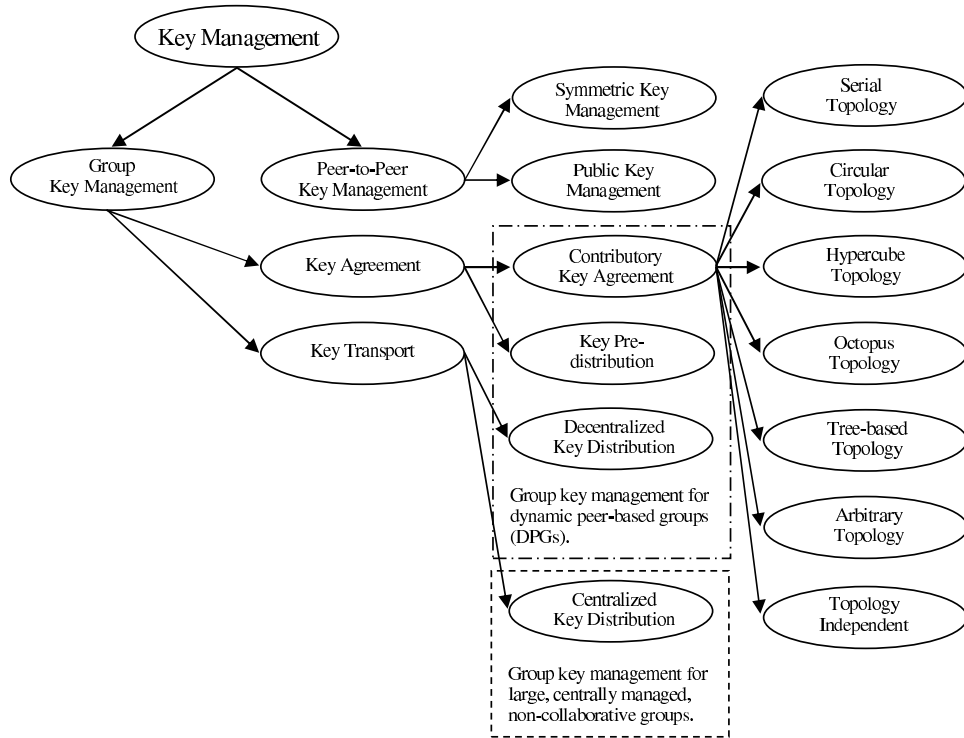 Key Management
Group
Key Management
Peer-to-Peer
Key Management
Symmetric Key
Management
Public Key
Management
Key Agreement
Key Transport
Contributory
Key Agreement
Key Pre-
distribution
Decentralized
Key Distribution
Group key management for
dynamic peer-based groups
(DPGs).
Centralized
Key Distribution
Group key management for
large, centrally managed,
non-collaborative groups.
Serial
Topology
Circular
Topology
Hypercube
Topology
Octopus
Topology
Tree-based
Topology
Arbitrary
Topology
Topology
Independent